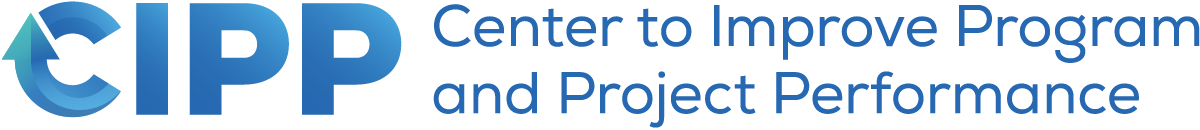 CIPP
Center to Improve Program
and Project Performance